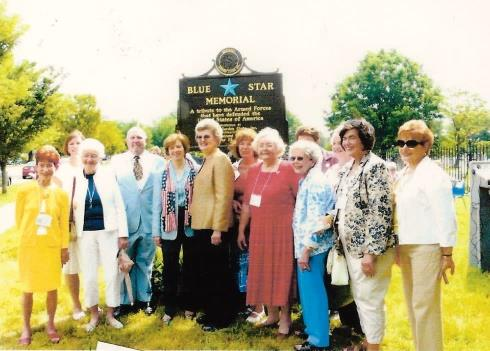 BLUE STAR
MEMORIAL
A tribute to the Armed Forces
that have defended the
United States of America